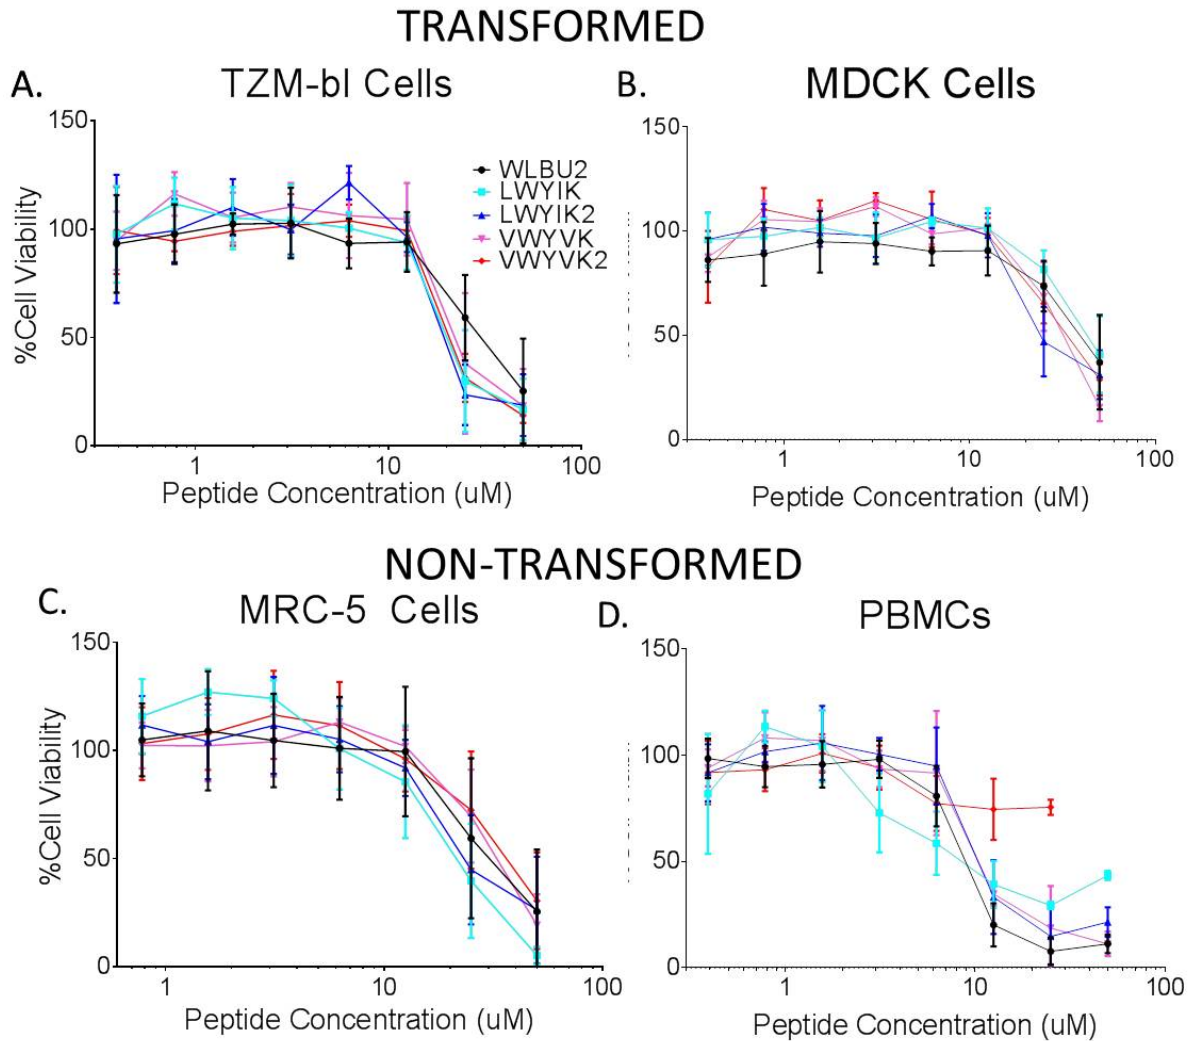 TRANSFORMED
A.
TZM-bl Cells
150
100
50
0
%Cell Viability
1
10
100
Peptide Concentration (uM)
WLBU2
LWYIK
LWYIK2
VWYVK
VWYVK2
B.
MDCK Cells
150
100
50
0
1
10
100
Peptide Concentration (uM)
NON-TRANSFORMED
C.
MRC-5 Cells
150
100
50
0
%Cell Viability
1
10
100
Peptide Concentration (uM)
D.
PBMCs
150
100
50
0
1
10
100
Peptide Concentration (uM)